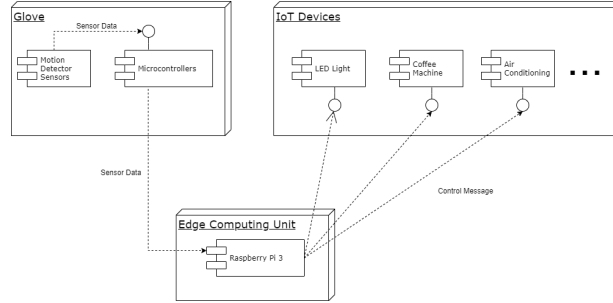 Glove
Sensor Data
Motion
Detector
Sensors
Microcontrollers
IoT Devices
LED Light
Coffee
Machine
Air
Conditioning
...
Sensor Data
Control Message
Edge Computing Unit
Raspberry Pi 3